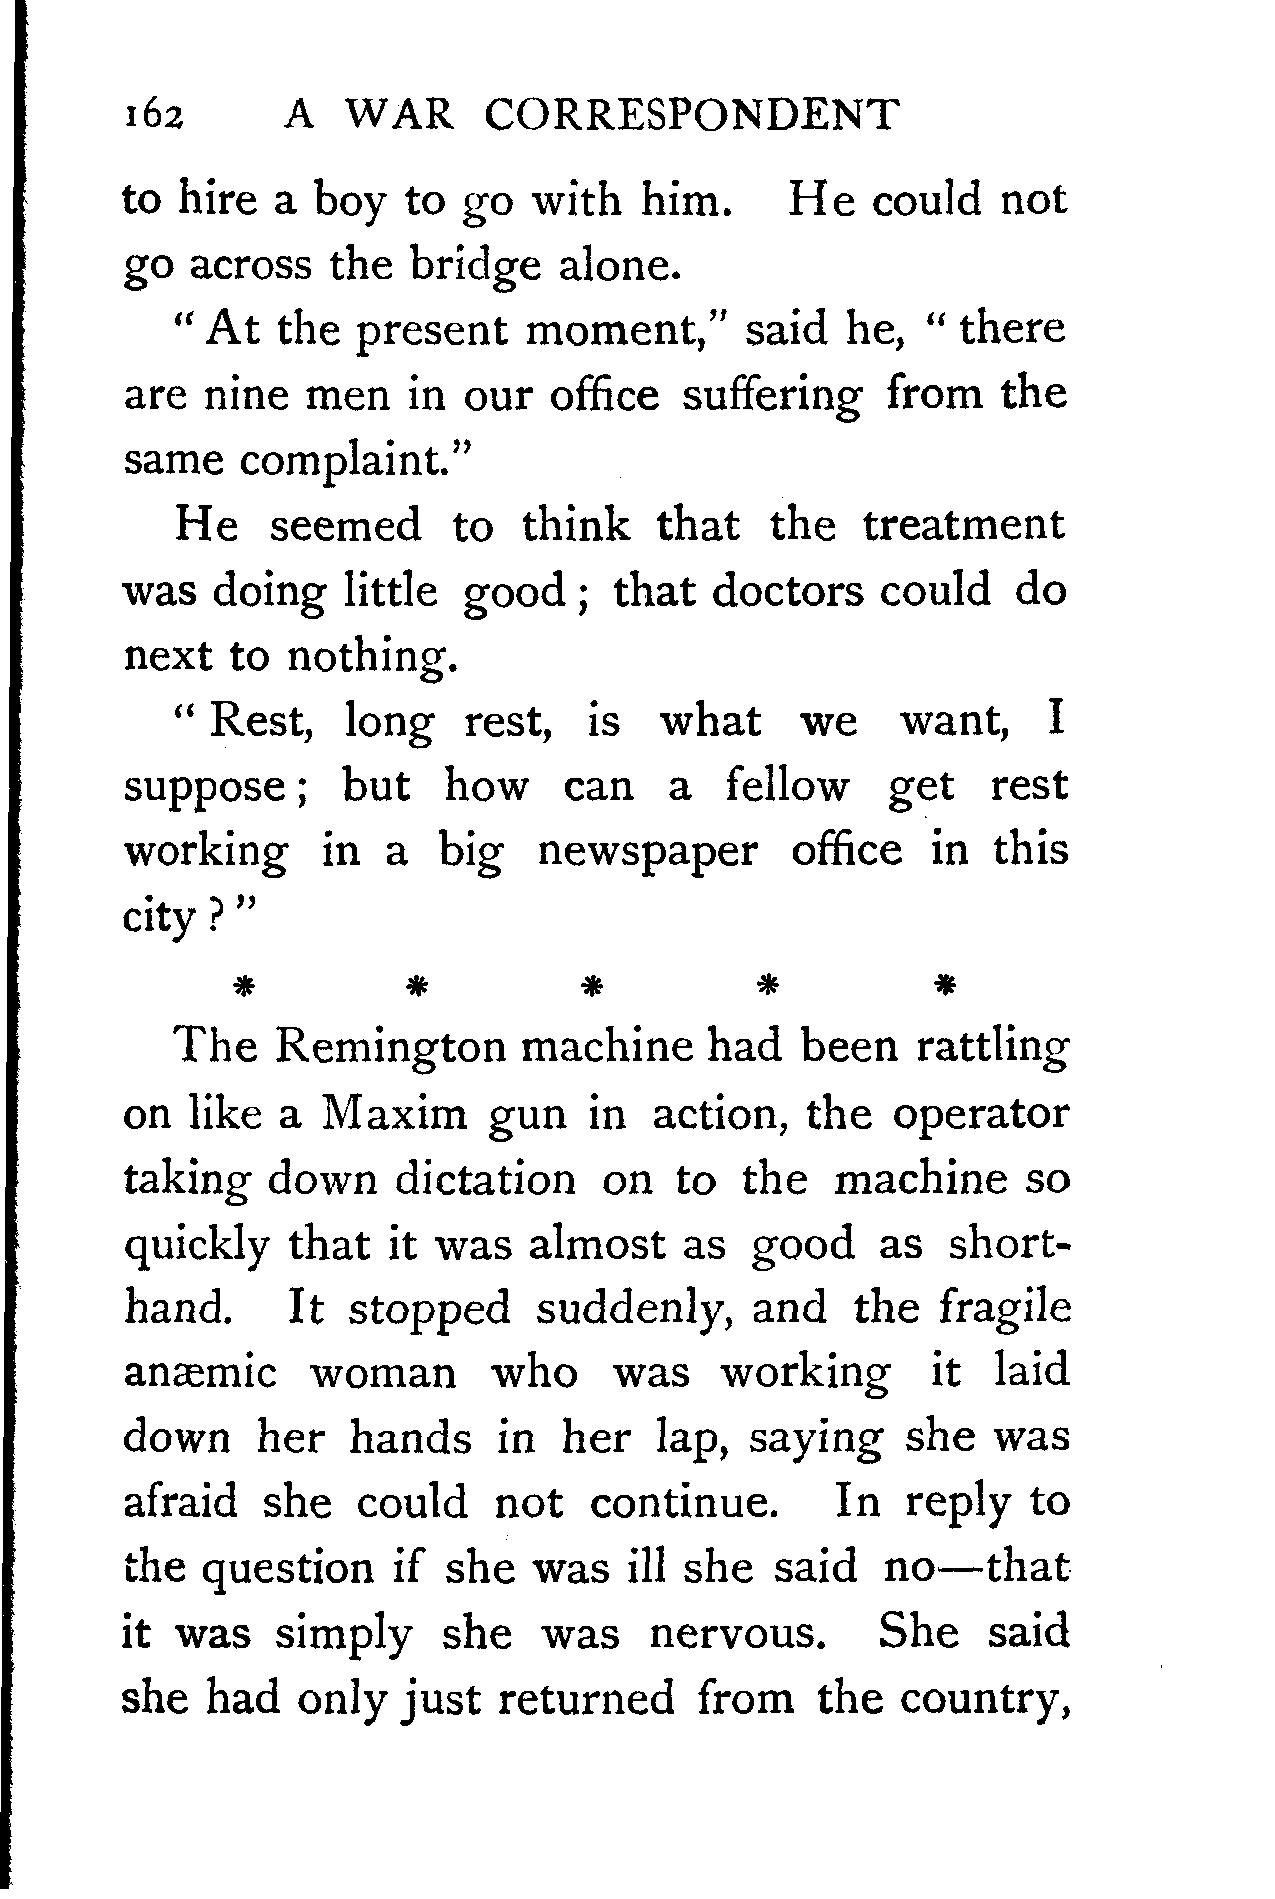 162 A WAR CORRESPONDENT
to hire a boy to go with him. He could not
go across the bridge alone.
" At the present moment," said he, " there
are nine men in our office suffering from the
same complaint."
He seemed to think that the treatment
was doing little good ; that doctors could do
next to nothing.
" Rest, long rest, is what we want, I
suppose ; but how can a fellow get rest
working in a big newspaper office in this
city ? "
* * * * *
The Remington machine had been rattling
on like a Maxim gun in action, the operator
taking down dictation on to the machine so
quickly that it was almost as good as short-
hand. It stopped suddenly, and the fragile
anæmic woman who was working it laid
down her hands in her lap, saying she was
afraid she could not continue. In reply to
the question if she was ill she said no—that
it was simply she was nervous. She said
she had only just returned from the country,